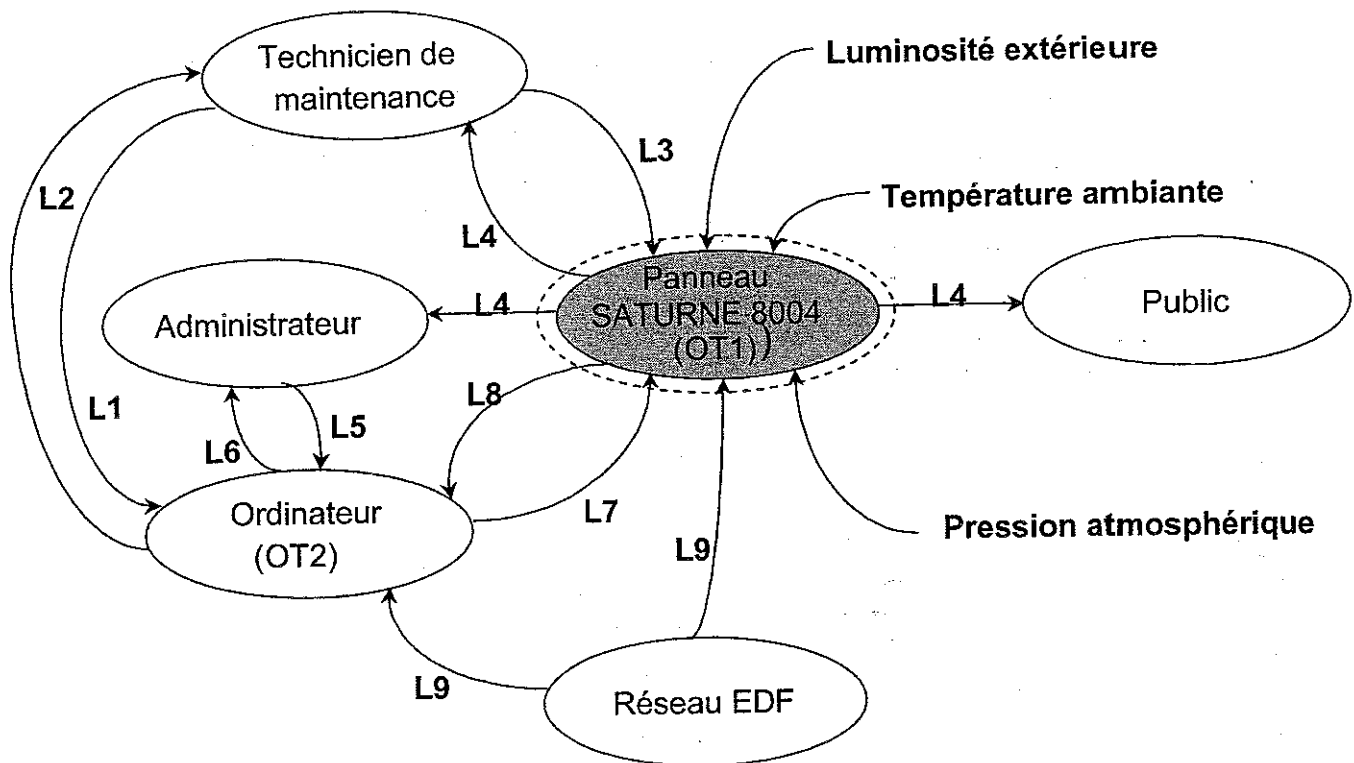 Technicien de
maintenance
Luminosité extérieure
L3
L2
Température ambiante
L4
Panneau
SATURNE 8004
(OT1))
L4
L4
Public
Administrateur
L8
L1
L5
L6
L7
Ordinateur
(OT2)
Pression atmosphérique
L9
L9
Réseau EDF